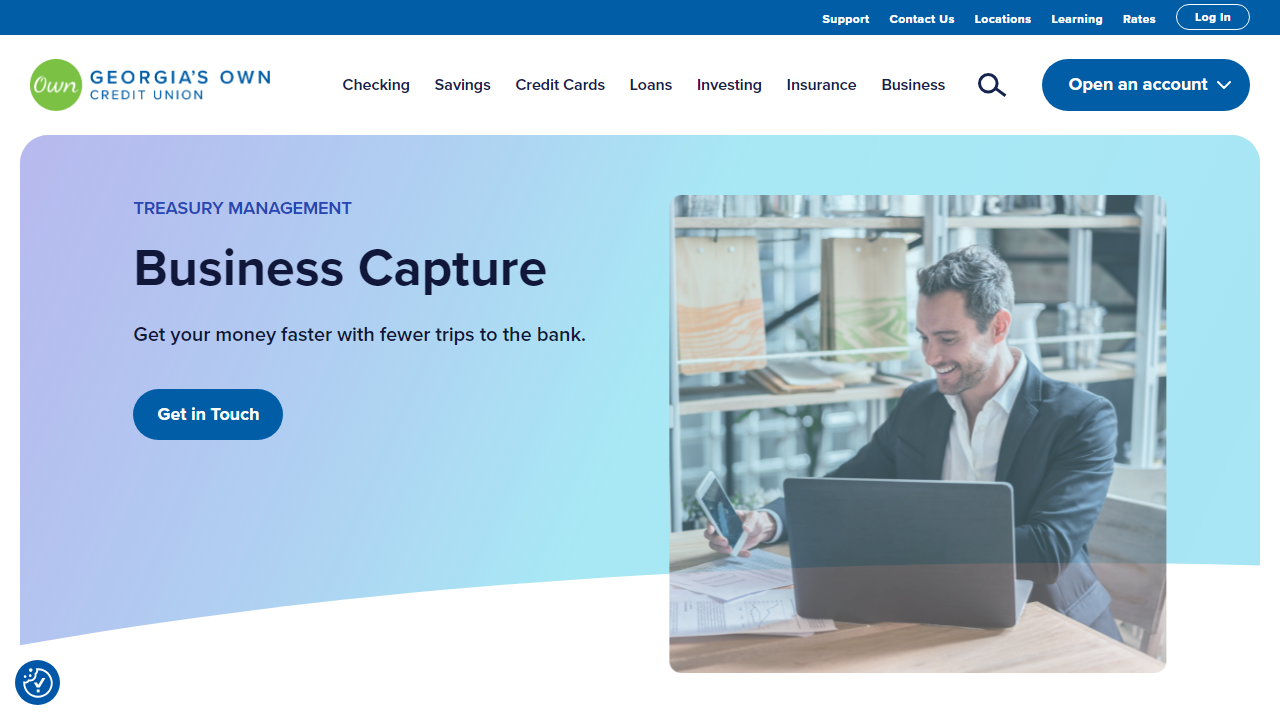 Support Contact Us Locations Learning Rates Log In
Own GEORGIA'S OWN
CREDIT UNION
Checking Savings Credit Cards Loans Investing Insurance Business Open an account
TREASURY MANAGEMENT
Business Capture
Get your money faster with fewer trips to the bank.
Get in Touch